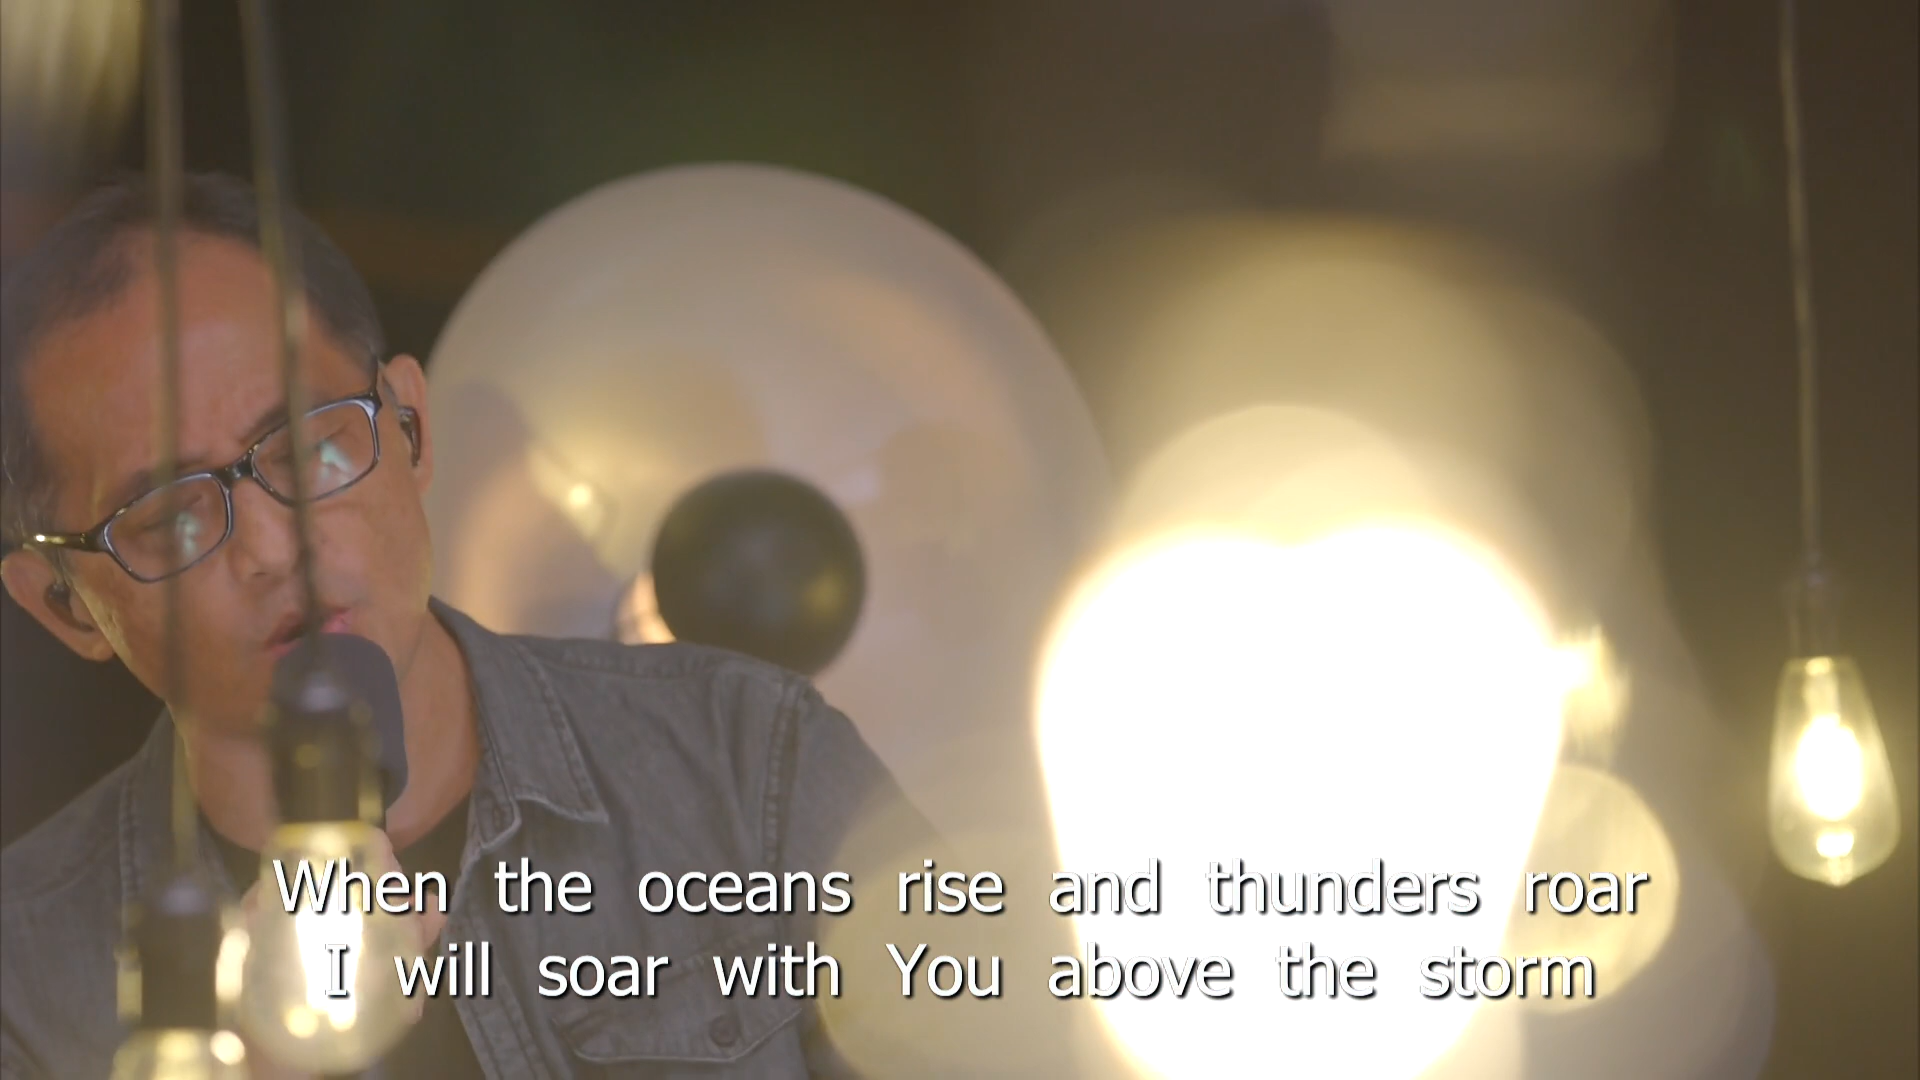 When the oceans rise and thunders roar
I will soar with You above the storm